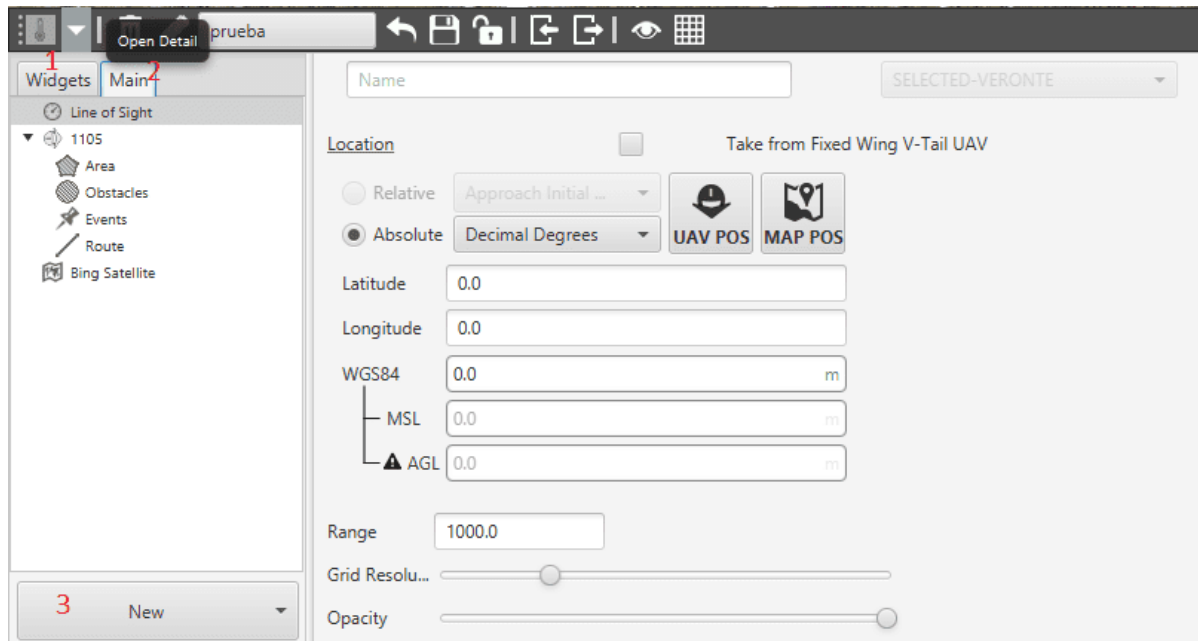 prueba
Open Detail
1
2
Widgets
Main
Name
SELECTED-VERONTE
Line of Sight
1105
Area
Obstacles
Events
Route
Bing Satellite
Location
Take from Fixed Wing V-Tail UAV
Relative
Approach Initial ...
Absolute
Decimal Degrees
UAV POS
MAP POS
Latitude
0.0
Longitude
0.0
WGS84
0.0 m
MSL
0.0 m
AGL
0.0 m
Range
1000.0
Grid Resolu...
Opacity
3
New